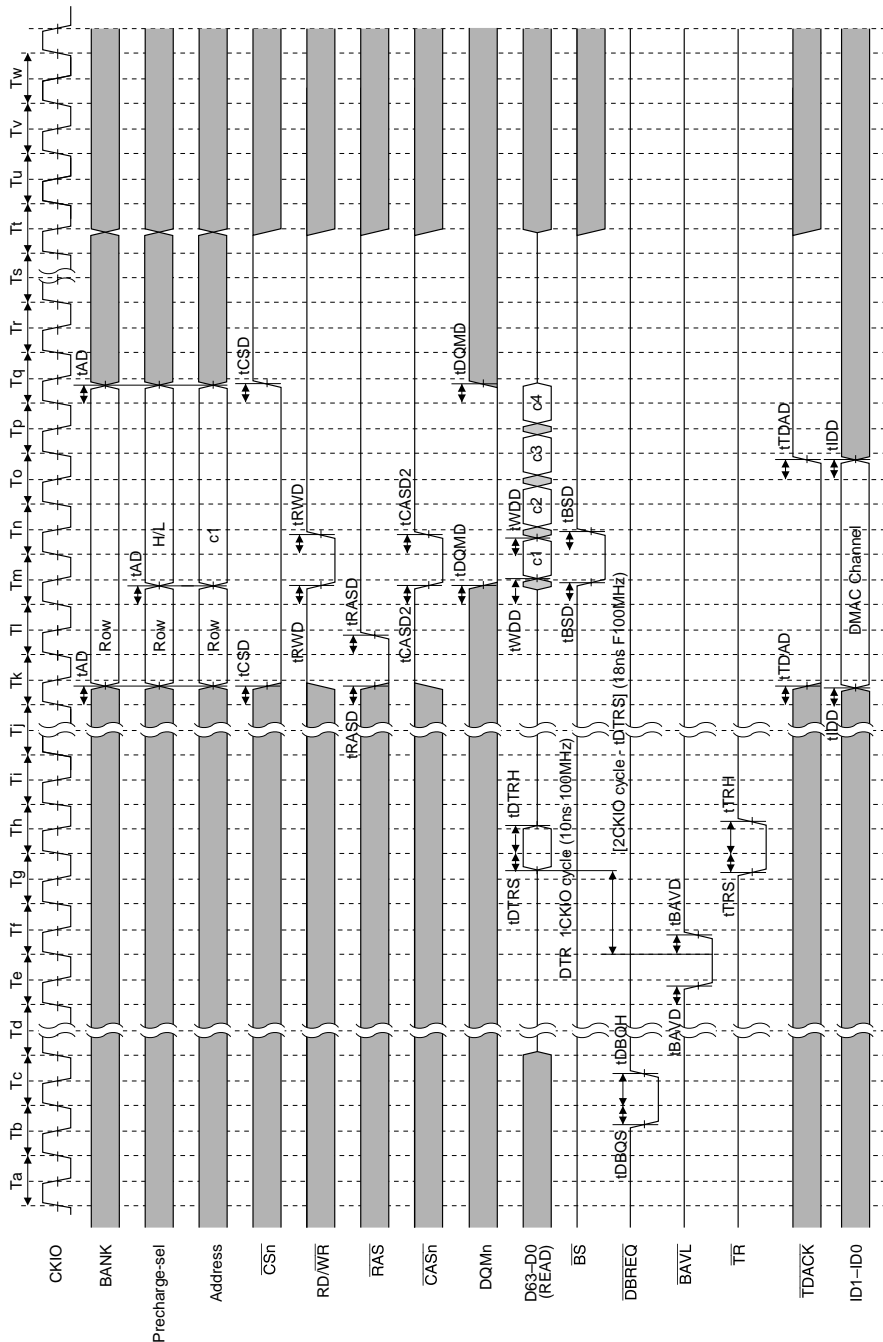 CKIO
Ta
Tb
Tc
Td
Te
Tf
Tg
Th
Ti
Tj
Tk
Tl
Tm
Tn
To
Tp
Tq
Tr
Ts
Tt
Tu
Tv
Tw
BANK
tAD
Row
tAD
Precharge-sel
Row
tAD
H/L
Address
Row
c1
CSn
tCSD
tCSD
RD/WR
tRWD
tRWD
RAS
tRASD
tRASD
CASn
tCASD2
tCASD2
DQMn
tDQMD
tDQMD
D63–D0
(READ)
tDTRS
tDTRH
tWDD
c1
tWDD
c2
c3
c4
BS
DTR 1CKIO cycle (10ns 100MHz)
tBSD
tBSD
DBREQ
tDBQS
tDBQH
[2CKIO cycle - tDTRS] (18ns F100MHz)
BAVL
tBAVD
tBAVD
TR
tTRS
tTRH
TDACK
tTDAD
tTDAD
ID1–ID0
tIDD
DMAC Channel
tIDD